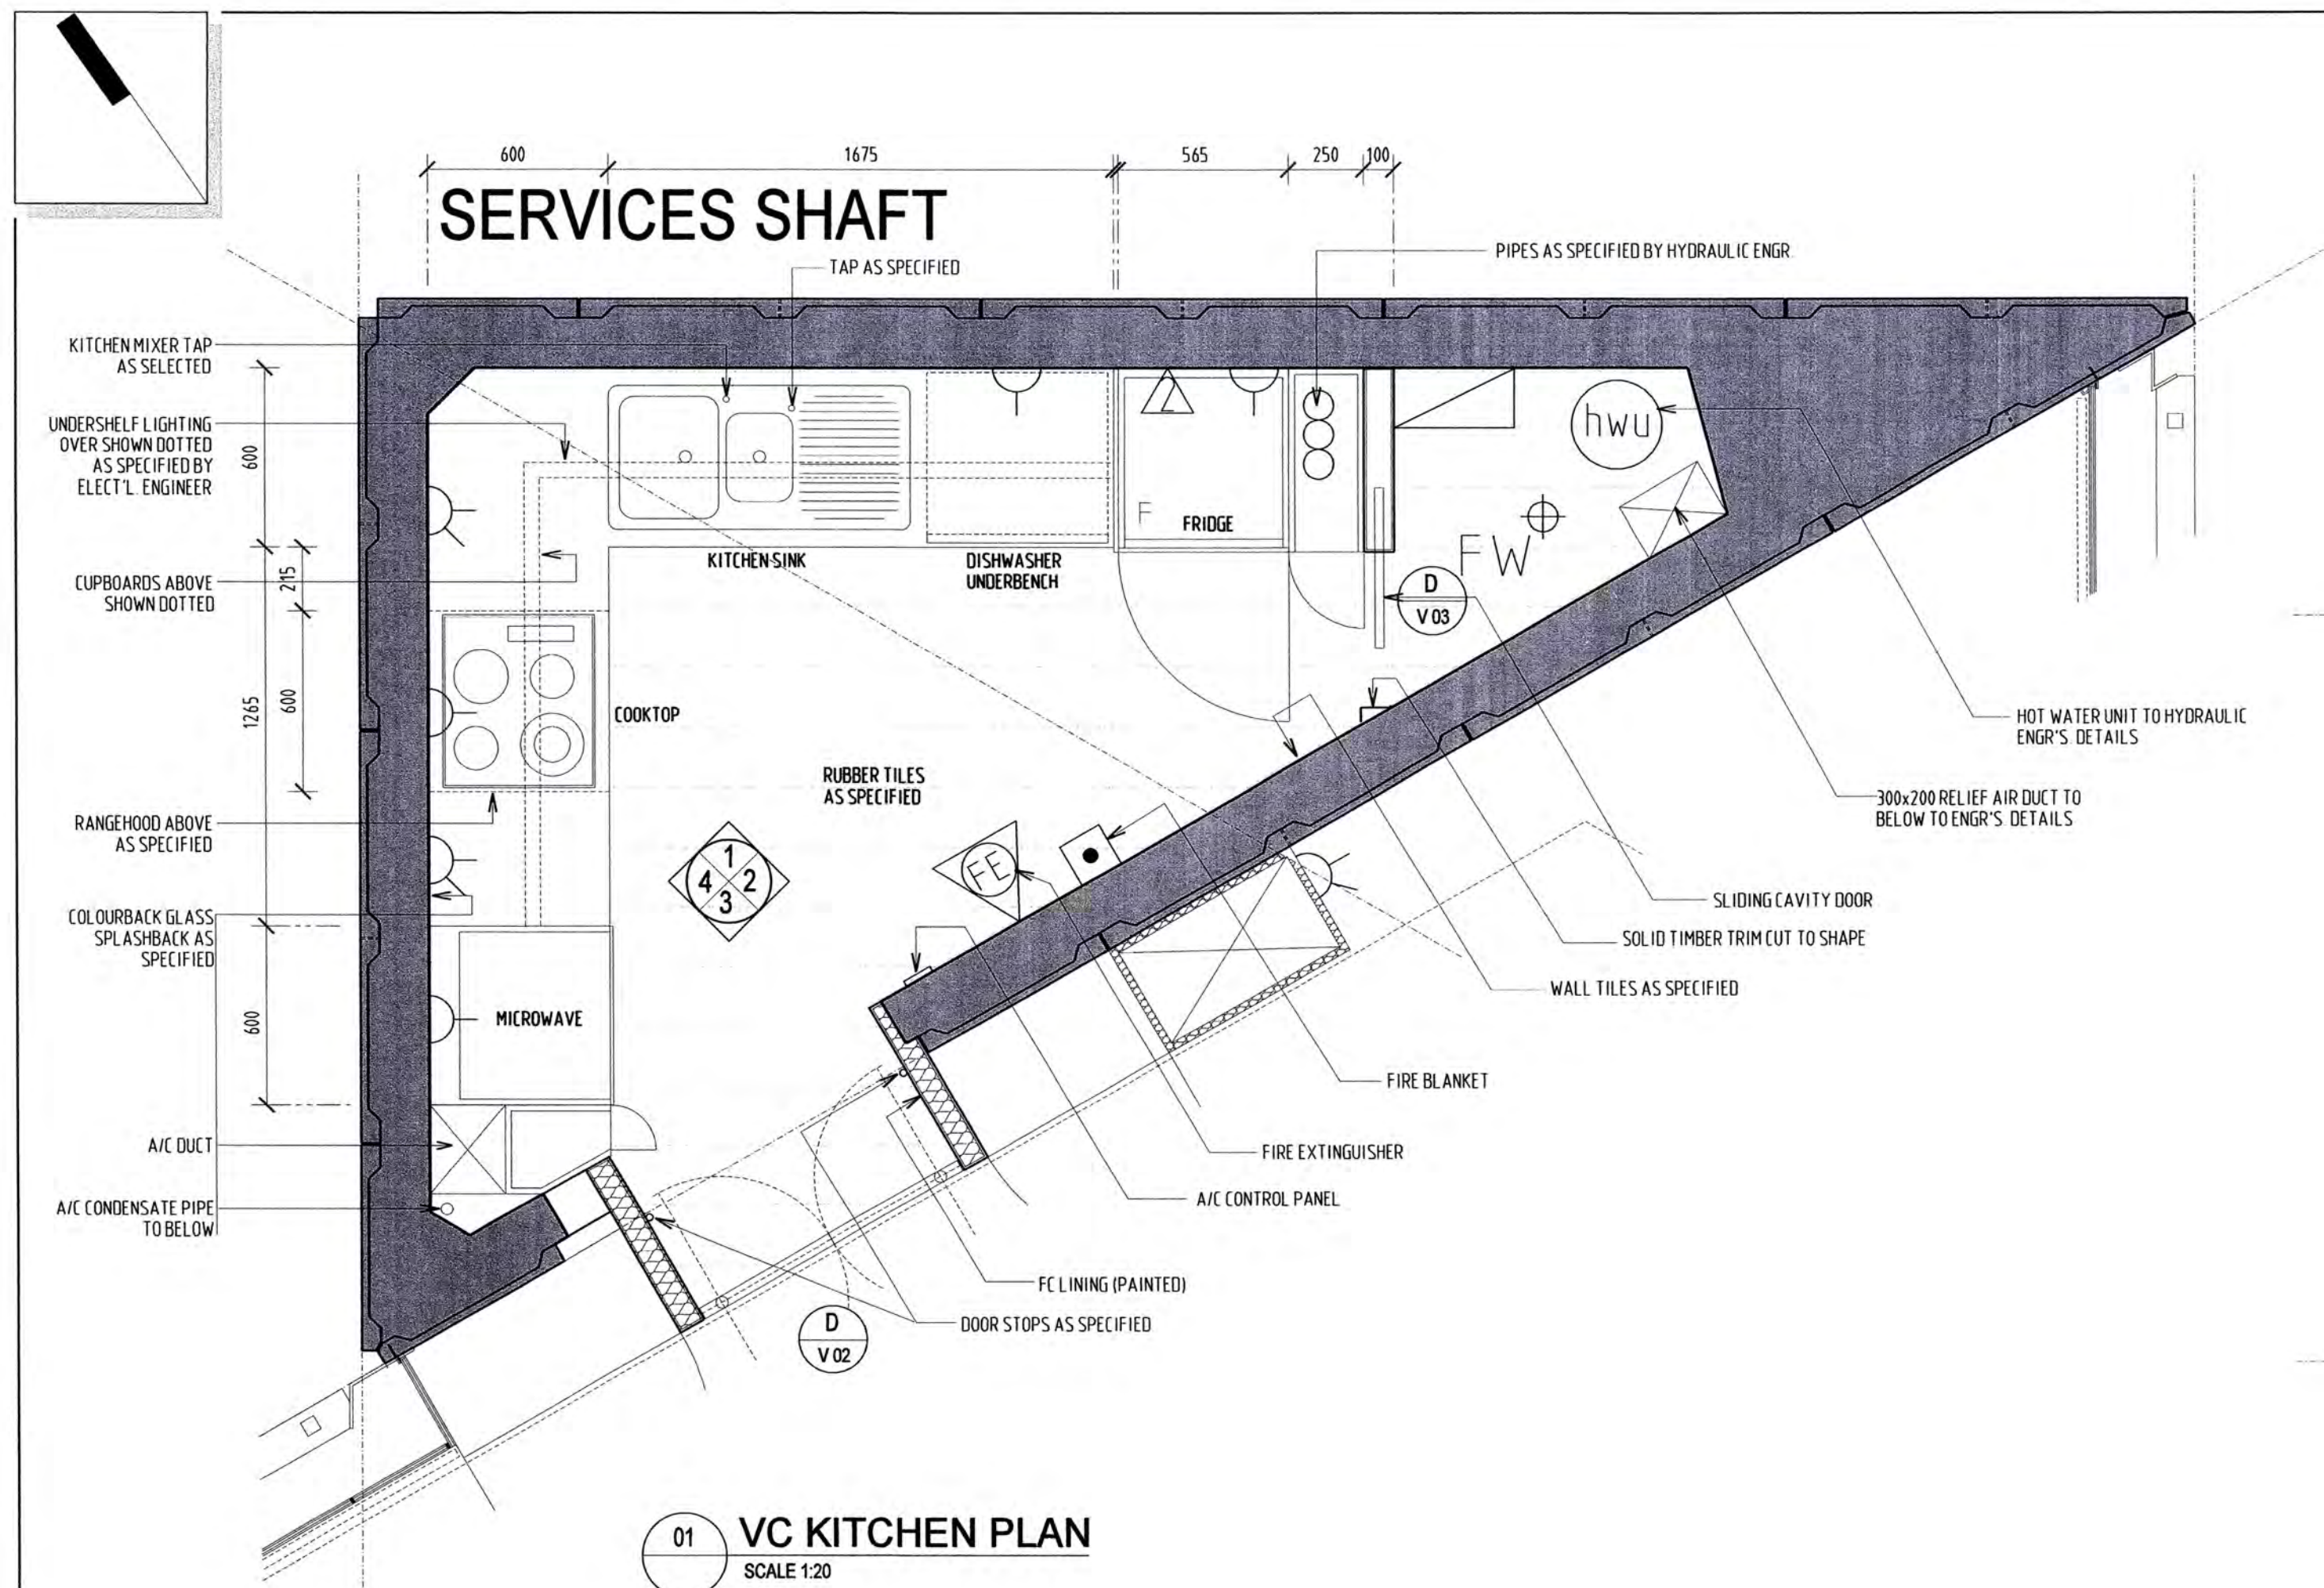 600
1675
565
250
100
SERVICES SHAFT
TAP AS SPECIFIED
PIPES AS SPECIFIED BY HYDRAULIC ENGR.
KITCHEN MIXER TAP
AS SELECTED
UNDERSHELF LIGHTING
OVER SHOWN DOTTED
AS SPECIFIED BY
ELECT'L. ENGINEER
CUPBOARDS ABOVE
SHOWN DOTTED
RANGEHOOD ABOVE
AS SPECIFIED
COLOURBACK GLASS
SPLASHBACK AS
SPECIFIED
A/C DUCT
A/C CONDENSATE PIPE
TO BELOW
600
215
1265
600
600
2
hwu
F
FRIDGE
FW
KITCHEN SINK
DISHWASHER
UNDERBENCH
D
V 03
COOKTOP
RUBBER TILES
AS SPECIFIED
1
4 2
3
FE
MICROWAVE
HOT WATER UNIT TO HYDRAULIC
ENGR'S. DETAILS
300x200 RELIEF AIR DUCT TO
BELOW TO ENGR'S DETAILS
SLIDING CAVITY DOOR
SOLID TIMBER TRIM CUT TO SHAPE
WALL TILES AS SPECIFIED
FIRE BLANKET
FIRE EXTINGUISHER
A/C CONTROL PANEL
FC LINING (PAINTED)
DOOR STOPS AS SPECIFIED
D
V 02
01
VC KITCHEN PLAN
SCALE 1:20